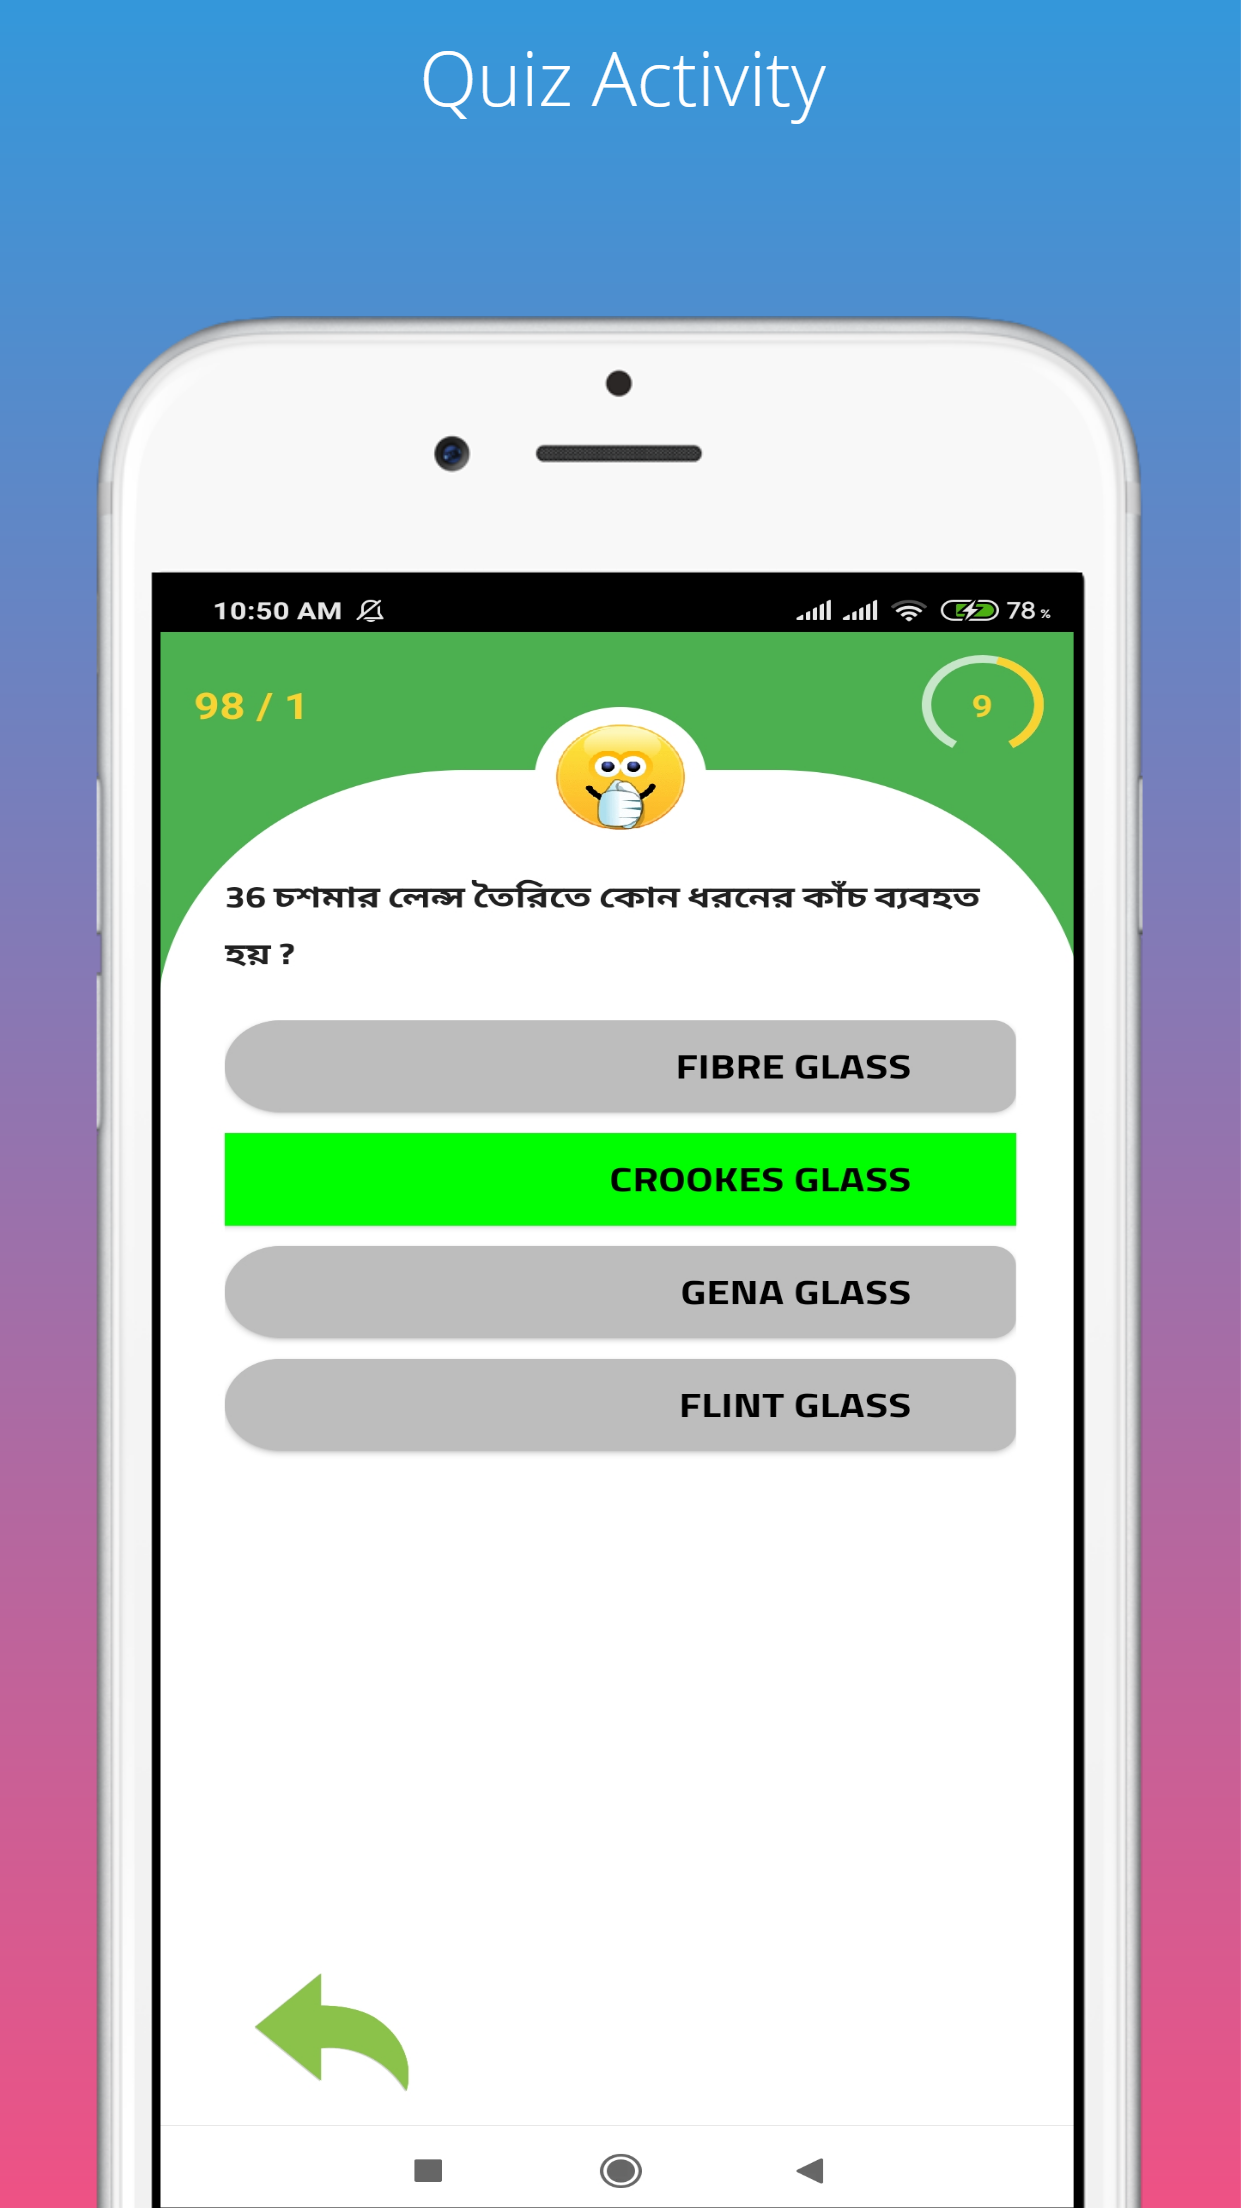 Quiz Activity
10:50 AM
78 %
98 / 1
9
36 চশমার লেন্স তৈরিতে কোন ধরনের কাঁচ ব্যবহত
হয় ?
FIBRE GLASS
CROOKES GLASS
GENA GLASS
FLINT GLASS